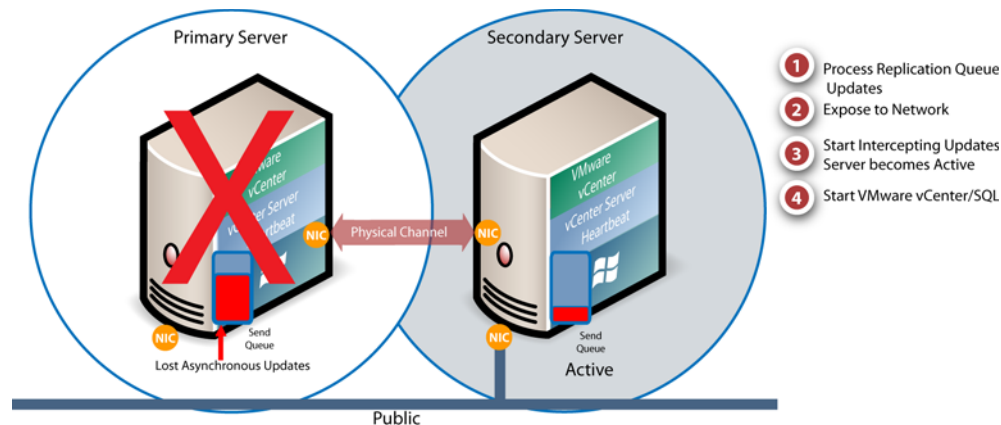 Primary Server
Secondary Server
VMware
vCenter
vCenter Server
Heartbeat
NIC
NIC
Send
Queue
Lost Asynchronous Updates
Physical Channel
VMware
vCenter
vCenter Server
Heartbeat
NIC
NIC
Send
Queue
Active
Public
1 Process Replication Queue
Updates
2 Expose to Network
3 Start Intercepting Updates
Server becomes Active
4 Start VMware vCenter/SQL